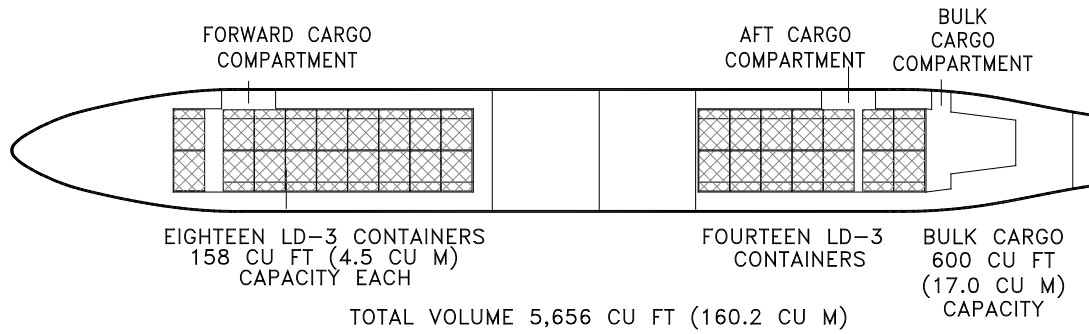 FORWARD CARGO
COMPARTMENT
AFT CARGO
COMPARTMENT
BULK
CARGO
COMPARTMENT
EIGHTEEN LD-3 CONTAINERS
158 CU FT (4.5 CU M)
CAPACITY EACH
FOURTEEN LD-3
CONTAINERS
BULK CARGO
600 CU FT
(17.0 CU M)
CAPACITY
TOTAL VOLUME 5,656 CU FT (160.2 CU M)